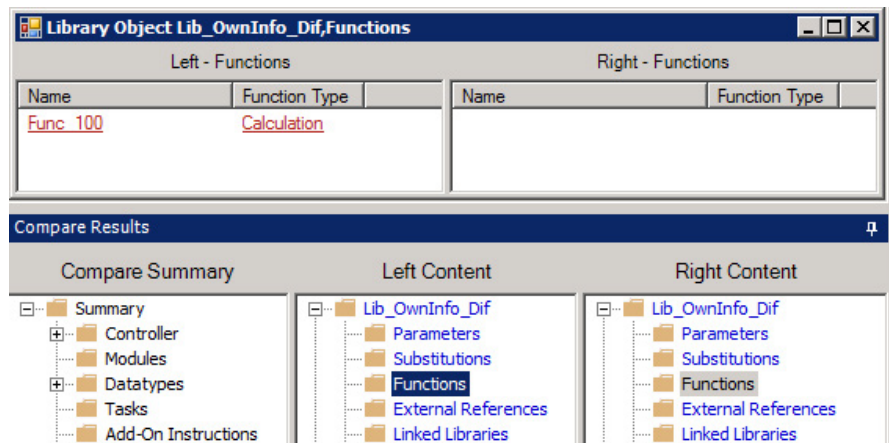 Library Object Lib_OwnInfo_Dif,Functions
Left - Functions
Right - Functions
Name Function Type
Name Function Type
Func_100 Calculation
Compare Results
Compare Summary
Left Content
Right Content
Summary
Lib_OwnInfo_Dif
Lib_OwnInfo_Dif
Controller
Parameters
Parameters
Modules
Substitutions
Substitutions
Datatypes
Functions
Functions
Tasks
External References
External References
Add-On Instructions
Linked Libraries
Linked Libraries